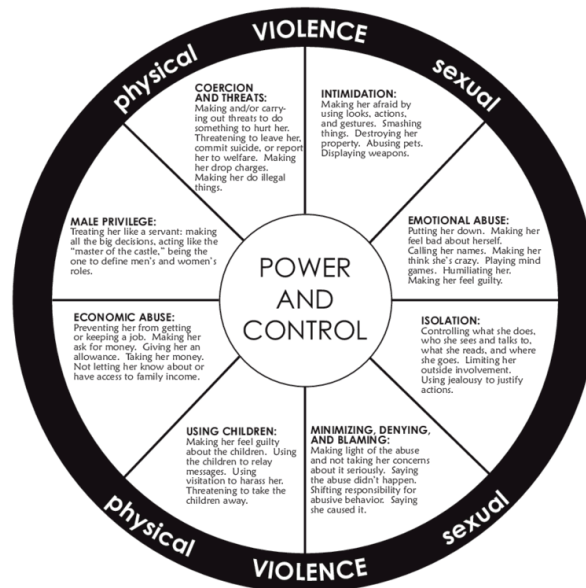 physical VIOLENCE sexual
COERCION
AND THREATS:
Making and/or carry-
ing out threats to do
something to hurt her.
Threatening to leave her,
commit suicide, or report
her to welfare. Making
her drop charges.
Making her do illegal
things.
INTIMIDATION:
Making her afraid by
using looks, actions,
and gestures. Smashing
things. Destroying her
property. Abusing pets.
Displaying weapons.
MALE PRIVILEGE:
Treating her like a servant: making
all the big decisions, acting like the
“master of the castle,” being the
one to define men’s and women’s
roles.
EMOTIONAL ABUSE:
Putting her down. Making her
feel bad about herself.
Calling her names. Making her
think she’s crazy. Playing mind
games. Humiliating her.
Making her feel guilty.
POWER
AND
CONTROL
ECONOMIC ABUSE:
Preventing her from getting
or keeping a job. Making her
ask for money. Giving her an
allowance. Taking her money.
Not letting her know about or
have access to family income.
ISOLATION:
Controlling what she does,
who she sees and talks to,
what she reads, and where
she goes. Limiting her
outside involvement.
Using jealousy to justify
actions.
USING CHILDREN:
Making her feel guilty
about the children. Using
the children to relay
messages. Using
visitation to harass her.
Threatening to take the
children away.
MINIMIZING, DENYING,
AND BLAMING:
Making light of the abuse
and not taking her concerns
about it seriously. Saying
the abuse didn’t happen.
Shifting responsibility for
abusive behavior. Saying
she caused it.
physical VIOLENCE sexual